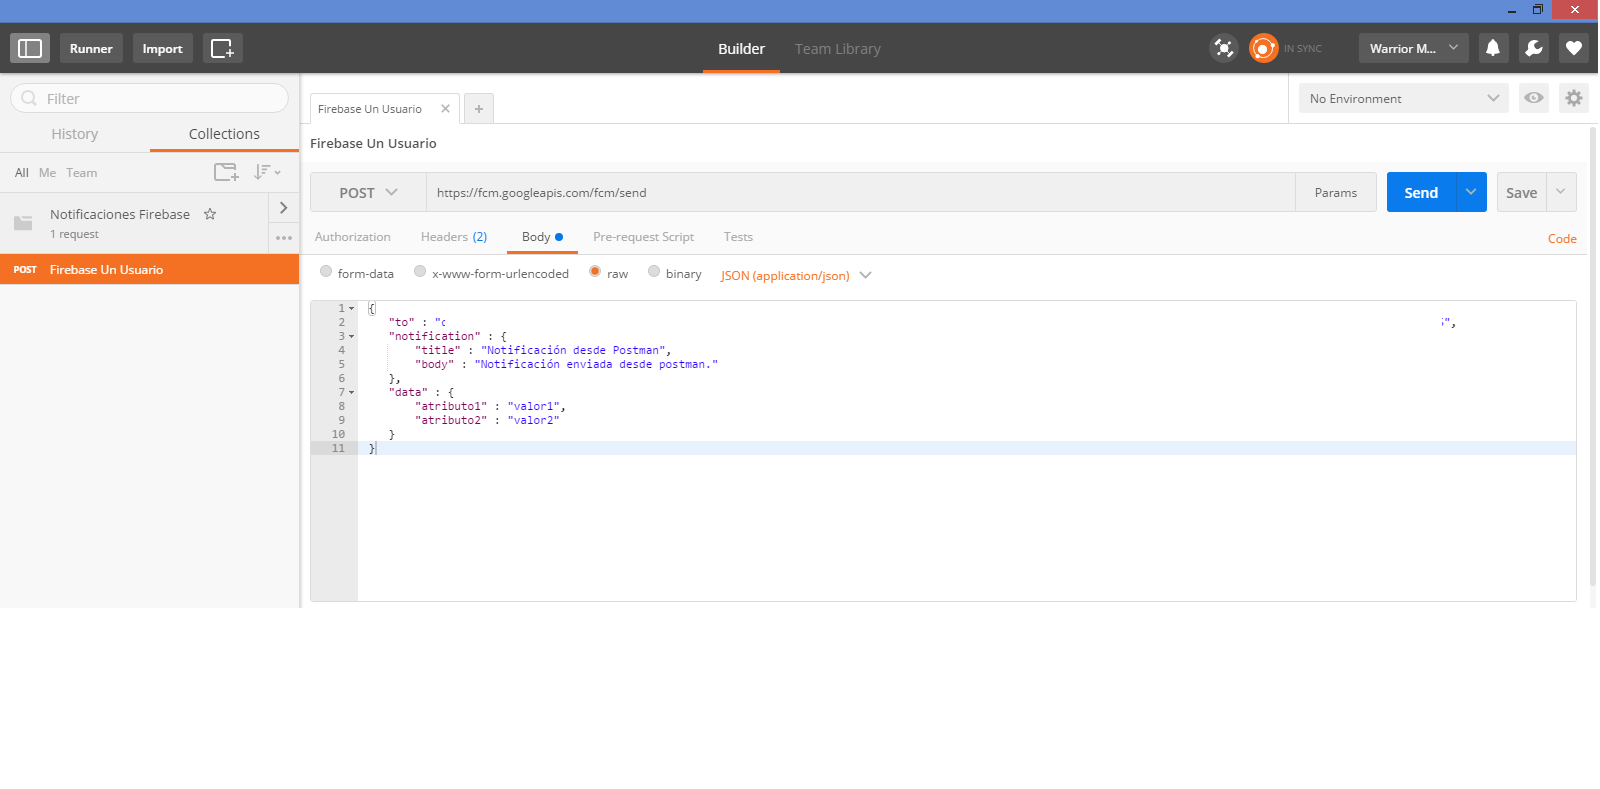 Runner Import Builder Team Library IN SYNC Warrior M...
Filter
History Collections
All Me Team
Notificaciones Firebase
1 request
POST Firebase Un Usuario
Firebase Un Usuario
No Environment
Firebase Un Usuario
POST https://fcm.googleapis.com/fcm/send Params Send Save
Authorization Headers (2) Body Pre-request Script Tests Code
form-data x-www-form-urlencoded raw binary JSON (application/json)
1 {
2 "to" : " ",
3 "notification" : {
4 "title" : "Notificación desde Postman",
5 "body" : "Notificación enviada desde postman."
6 },
7 "data" : {
8 "atributo1" : "valor1",
9 "atributo2" : "valor2"
10 }
11 }